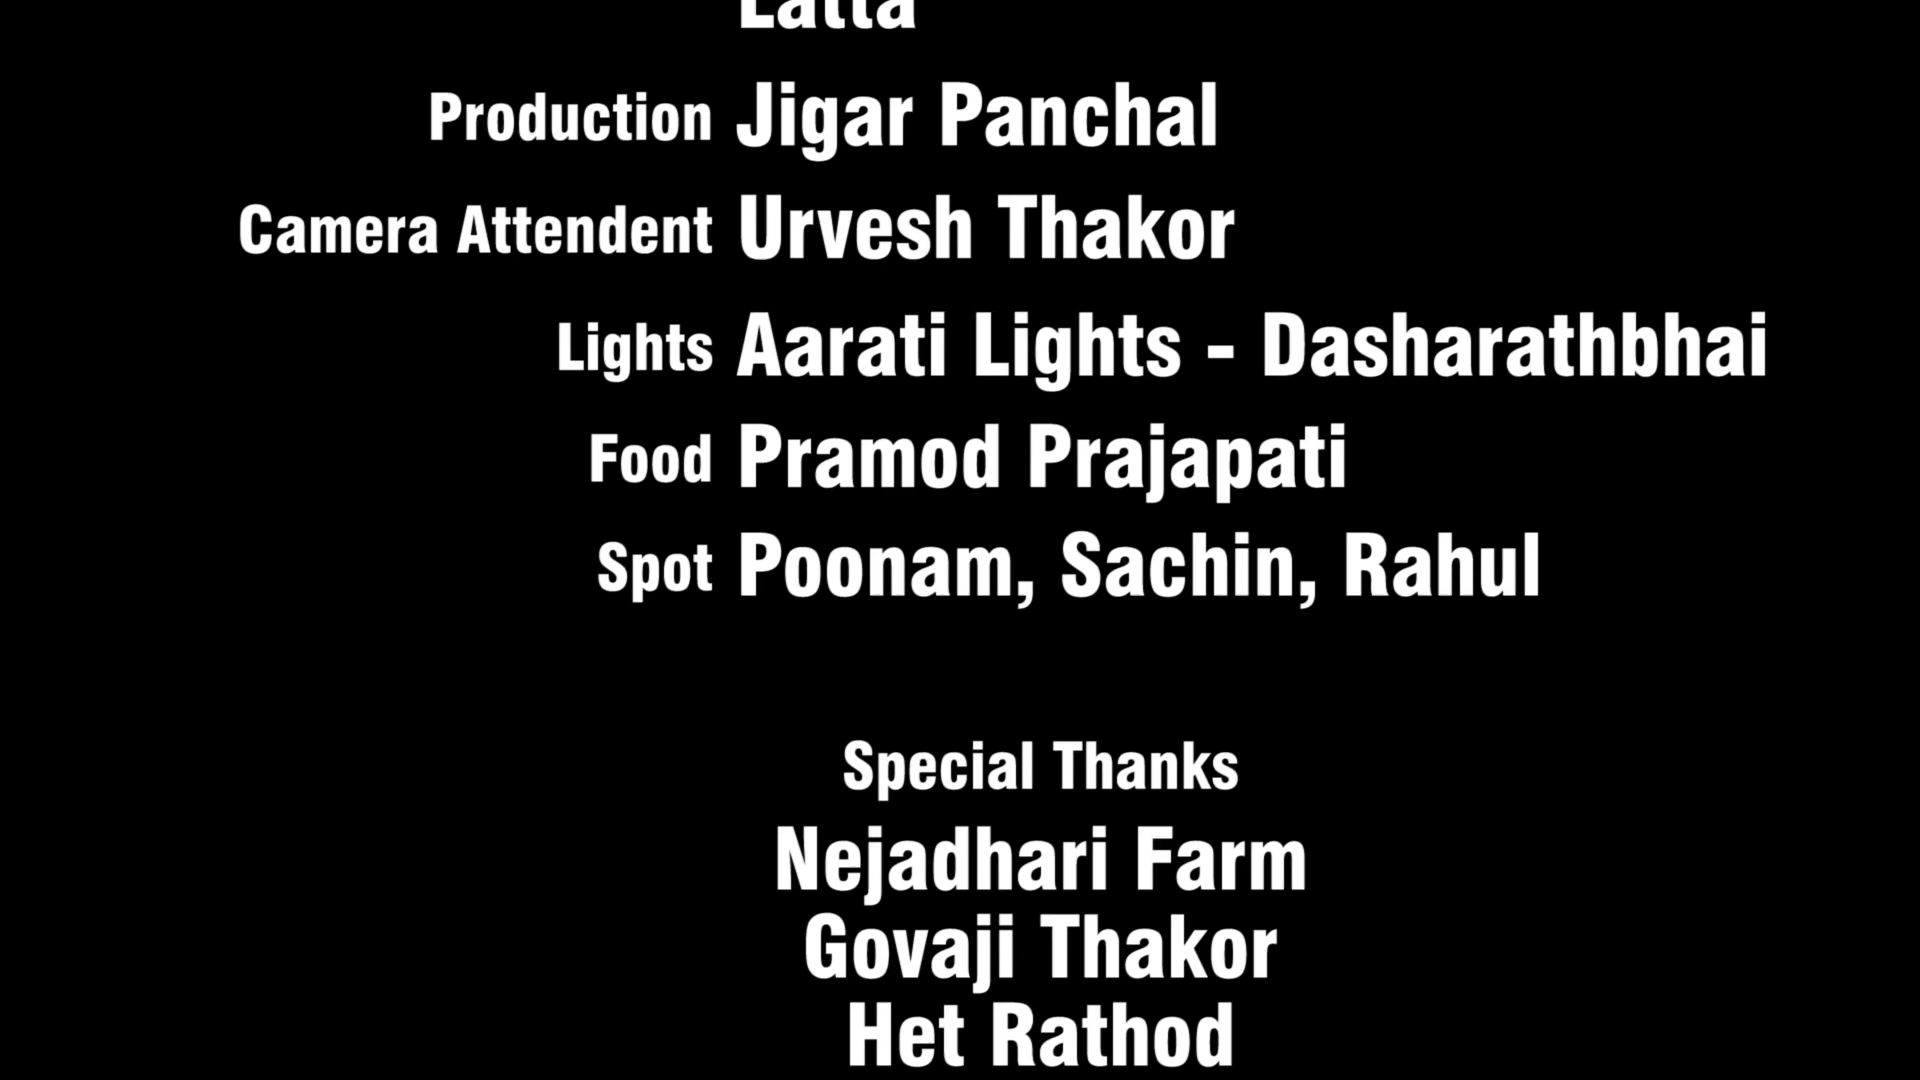 Production Jigar Panchal
Camera Attendent Urvesh Thakor
Lights Aarati Lights - Dasharathbhai
Food Pramod Prajapati
Spot Poonam, Sachin, Rahul
Special Thanks
Nejadhari Farm
Govaji Thakor
Het Rathod